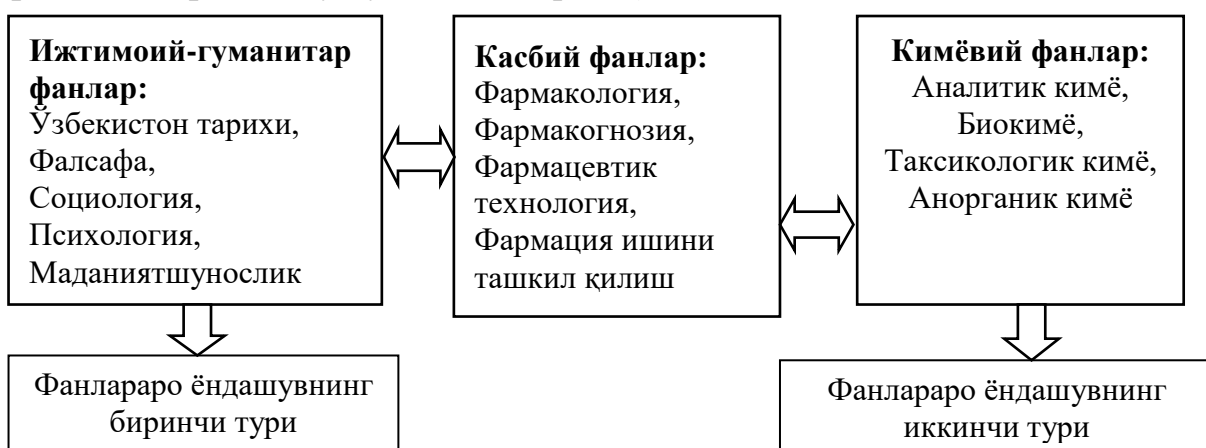 Ижтимоий-гуманитар
фанлар:
Ўзбекистон тарихи,
Фалсафа,
Социология,
Психология,
Маданиятшунослик
Касбий фанлар:
Фармакология,
Фармакогнозия,
Фармацевтик
технология,
Фармация ишини
ташкил қилиш
Кимёвий фанлар:
Аналитик кимё,
Биокимё,
Таксикологик кимё,
Анорганик кимё
Фанлараро ёндашувнинг
биринчи тури
Фанлараро ёндашувнинг
иккинчи тури